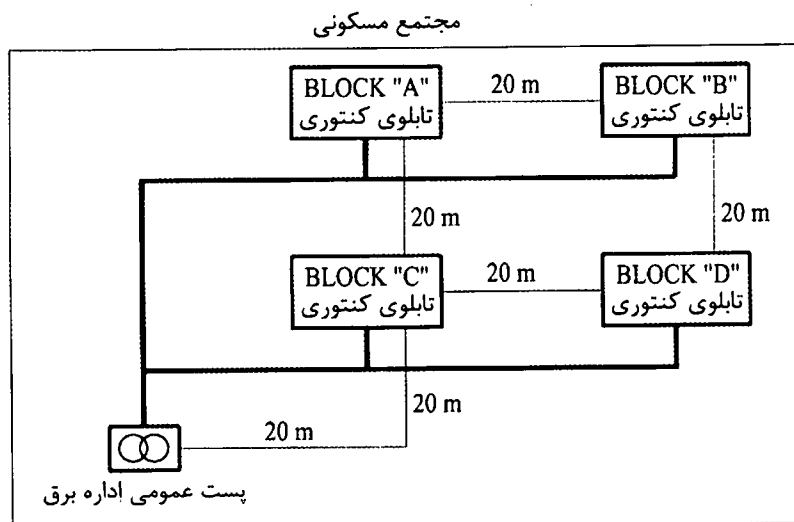 مجتمع مسکونی
BLOCK "A"
تابلوی کنتوری
20 m
BLOCK "B"
تابلوی کنتوری
20 m
20 m
BLOCK "C"
تابلوی کنتوری
20 m
BLOCK "D"
تابلوی کنتوری
20 m
20 m
پست عمومی اداره برق